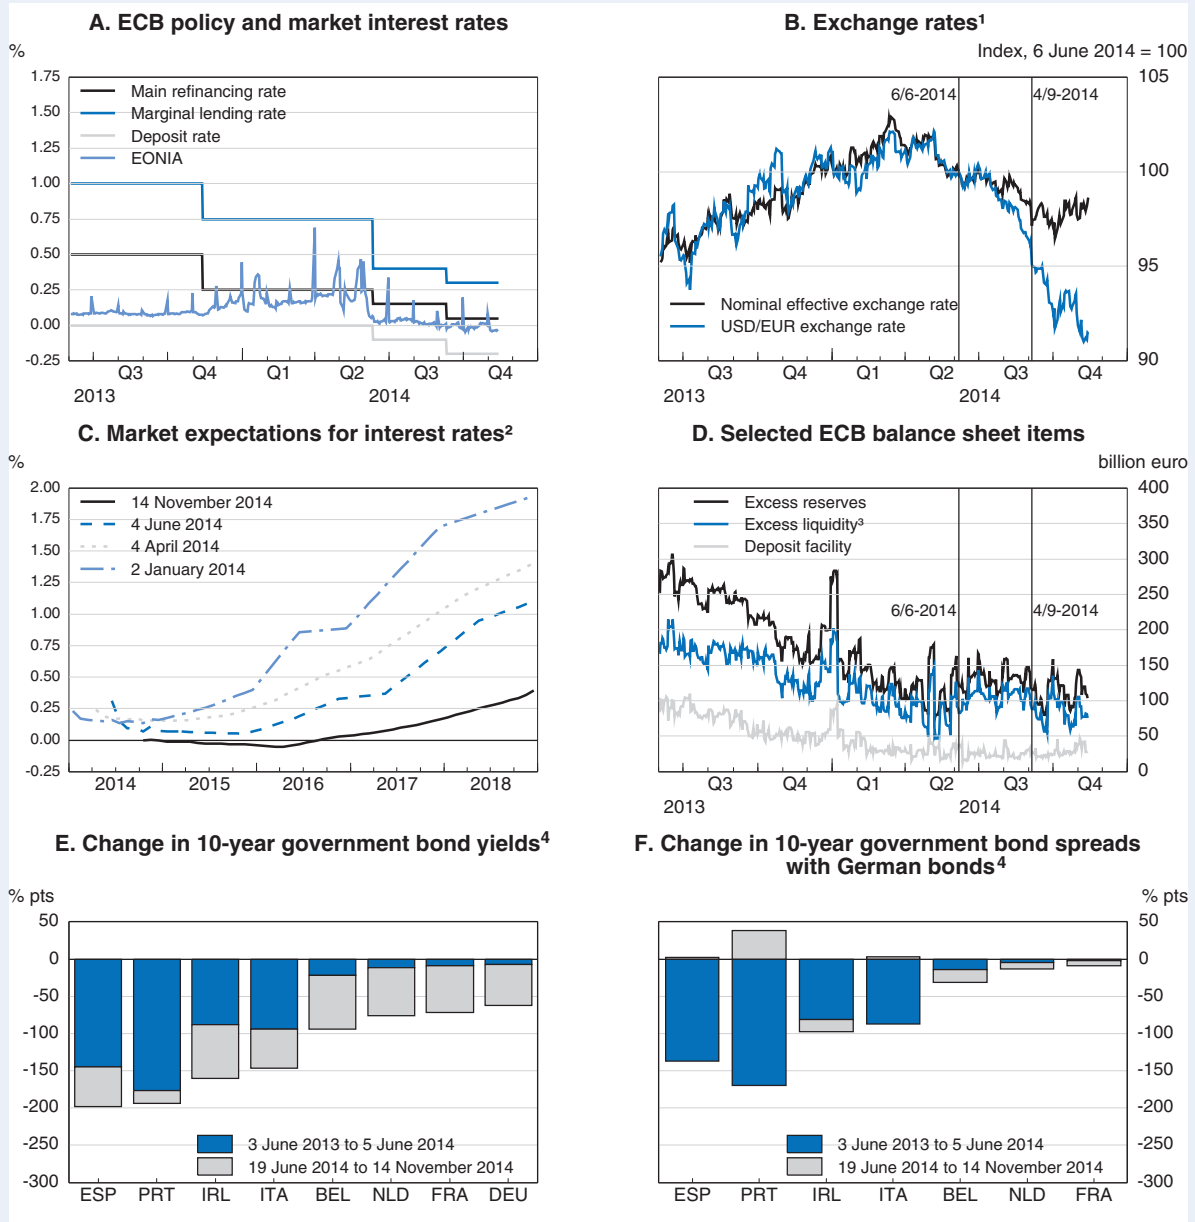 A. ECB policy and market interest rates
%
1.75
1.50
1.25
1.00
0.75
0.50
0.25
0.00
-0.25
Main refinancing rate
Marginal lending rate
Deposit rate
EONIA
Q3 Q4 Q1 Q2 Q3 Q4
2013 2014
B. Exchange rates¹
Index, 6 June 2014 = 100
105
100
95
90
6/6-2014 4/9-2014
Nominal effective exchange rate
USD/EUR exchange rate
Q3 Q4 Q1 Q2 Q3 Q4
2013 2014
C. Market expectations for interest rates²
%
2.00
1.75
1.50
1.25
1.00
0.75
0.50
0.25
0.00
-0.25
14 November 2014
4 June 2014
4 April 2014
2 January 2014
2014 2015 2016 2017 2018
D. Selected ECB balance sheet items
billion euro
400
350
300
250
200
150
100
50
0
Excess reserves
Excess liquidity³
Deposit facility
6/6-2014 4/9-2014
Q3 Q4 Q1 Q2 Q3 Q4
2013 2014
E. Change in 10-year government bond yields⁴
% pts
50
0
-50
-100
-150
-200
-250
-300
3 June 2013 to 5 June 2014
19 June 2014 to 14 November 2014
ESP PRT IRL ITA BEL NLD FRA DEU
F. Change in 10-year government bond spreads
with German bonds⁴
% pts
50
0
-50
-100
-150
-200
-250
-300
3 June 2013 to 5 June 2014
19 June 2014 to 14 November 2014
ESP PRT IRL ITA BEL NLD FRA